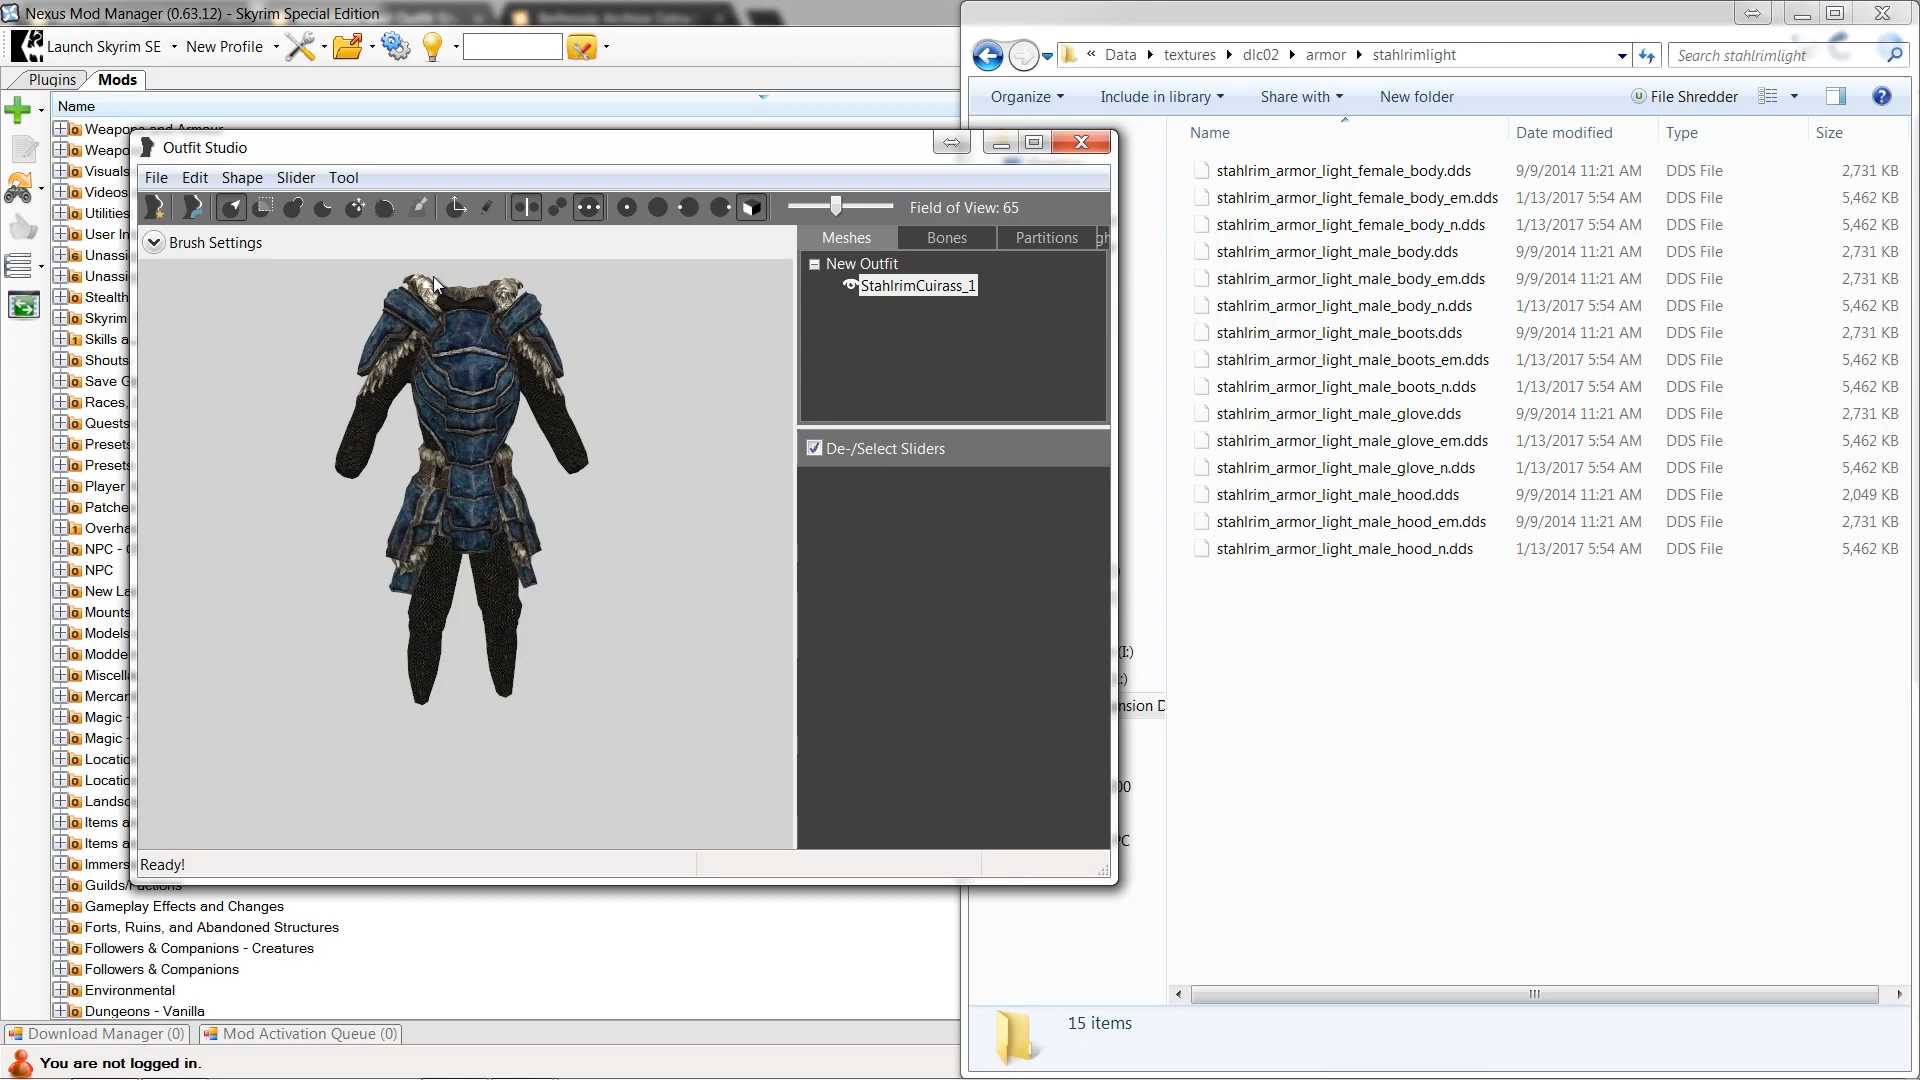 Nexus Mod Manager (0.63.12) - Skyrim Special Edition
Launch Skyrim SE
New Profile
Plugins
Mods
Name
Weapons and Armour
Weapo
Visuals
Videos
Utilities
User In
Unassi
Unassi
Stealth
Skyrim
Skills a
Shouts
Save G
Races,
Quests
Presets
Presets
Player
Patche
Overha
NPC - C
NPC
New La
Mounts
Models
Modde
Miscell
Mercar
Magic -
Magic -
Locatio
Locatio
Landsc
Items a
Items a
Immers
Guilds/Factions
Gameplay Effects and Changes
Forts, Ruins, and Abandoned Structures
Followers & Companions - Creatures
Followers & Companions
Environmental
Dungeons - Vanilla
Download Manager (0)
Mod Activation Queue (0)
You are not logged in.
Outfit Studio
File Edit Shape Slider Tool
Field of View: 65
Brush Settings
Meshes
Bones
Partitions
New Outfit
StahlrimCuirass_1
De-/Select Sliders
Ready!
« Data textures dlc02 armor stahlrimlight
Search stahlrimlight
Organize
Include in library
Share with
New folder
File Shredder
Name Date modified Type Size
stahlrim_armor_light_female_body.dds 9/9/2014 11:21 AM DDS File 2,731 KB
stahlrim_armor_light_female_body_em.dds 1/13/2017 5:54 AM DDS File 5,462 KB
stahlrim_armor_light_female_body_n.dds 1/13/2017 5:54 AM DDS File 5,462 KB
stahlrim_armor_light_male_body.dds 9/9/2014 11:21 AM DDS File 2,731 KB
stahlrim_armor_light_male_body_em.dds 9/9/2014 11:21 AM DDS File 2,731 KB
stahlrim_armor_light_male_body_n.dds 1/13/2017 5:54 AM DDS File 5,462 KB
stahlrim_armor_light_male_boots.dds 9/9/2014 11:21 AM DDS File 2,731 KB
stahlrim_armor_light_male_boots_em.dds 1/13/2017 5:54 AM DDS File 5,462 KB
stahlrim_armor_light_male_boots_n.dds 1/13/2017 5:54 AM DDS File 5,462 KB
stahlrim_armor_light_male_glove.dds 9/9/2014 11:21 AM DDS File 2,731 KB
stahlrim_armor_light_male_glove_em.dds 1/13/2017 5:54 AM DDS File 5,462 KB
stahlrim_armor_light_male_glove_n.dds 1/13/2017 5:54 AM DDS File 5,462 KB
stahlrim_armor_light_male_hood.dds 9/9/2014 11:21 AM DDS File 2,049 KB
stahlrim_armor_light_male_hood_em.dds 9/9/2014 11:21 AM DDS File 2,731 KB
stahlrim_armor_light_male_hood_n.dds 1/13/2017 5:54 AM DDS File 5,462 KB
(I:)
:)
nsion D
00
PC
15 items